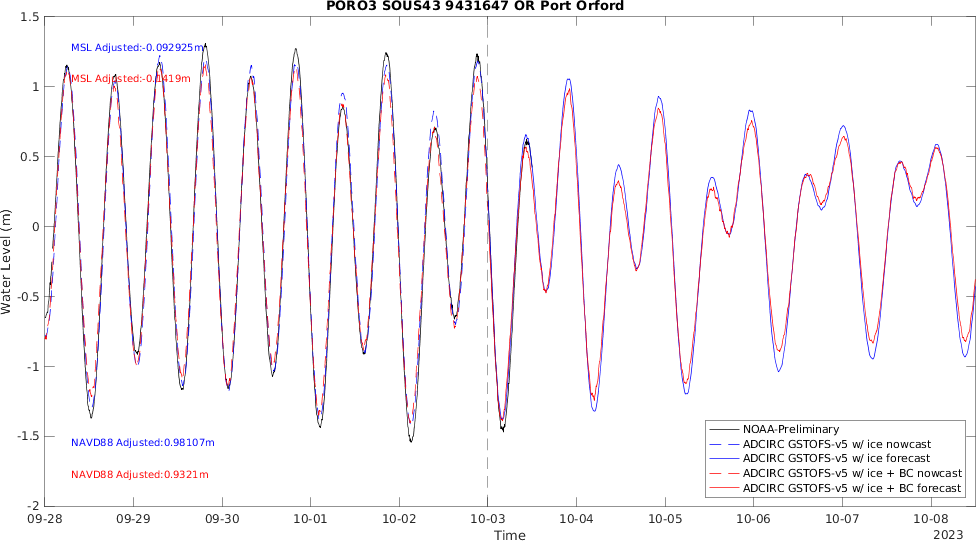 PORO3 SOUS43 9431647 OR Port Orford
1.5
1
0.5
0
-0.5
-1
-1.5
-2
Water Level (m)
MSL Adjusted:-0.092925m
MSL Adjusted:-0.1419m
NAVD88 Adjusted:0.98107m
NAVD88 Adjusted:0.9321m
NOAA-Preliminary
ADCIRC GSTOFS-v5 w/ ice nowcast
ADCIRC GSTOFS-v5 w/ ice forecast
ADCIRC GSTOFS-v5 w/ ice + BC nowcast
ADCIRC GSTOFS-v5 w/ ice + BC forecast
09-28 09-29 09-30 10-01 10-02 10-03 10-04 10-05 10-06 10-07 10-08
Time
2023